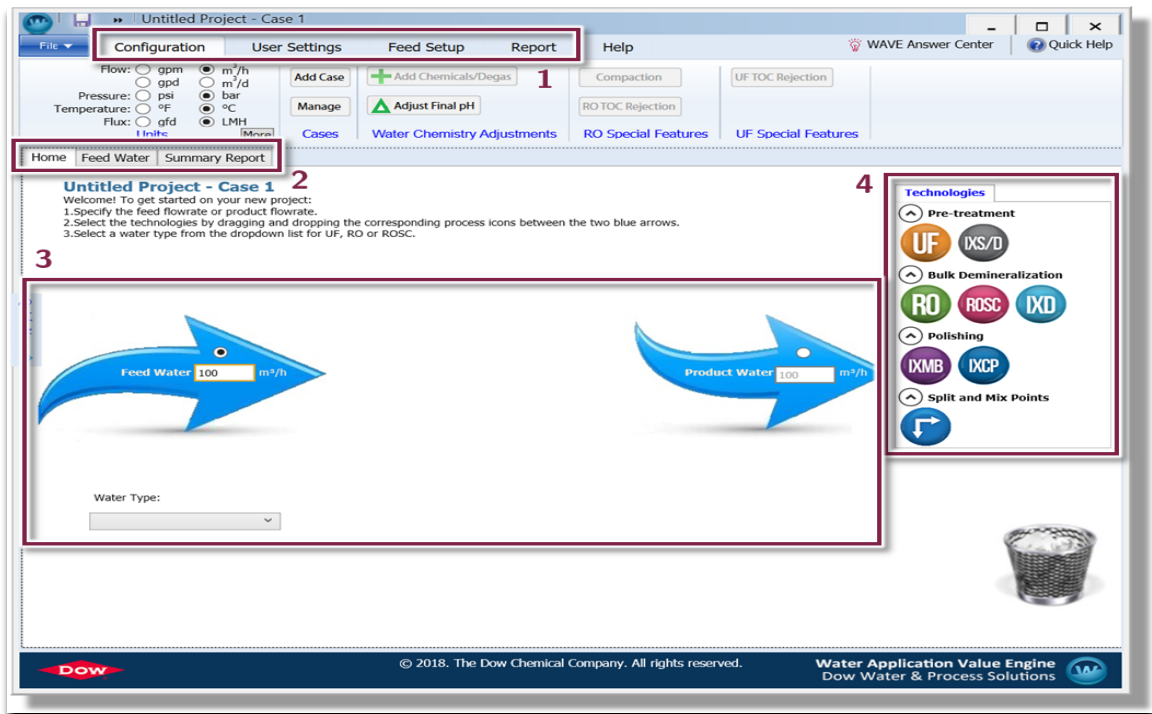 Untitled Project - Case 1
File
Configuration
User Settings
Feed Setup
Report
Help
WAVE Answer Center
Quick Help
1
Flow: gpm m³/h
gpd m³/d
Pressure: psi bar
Temperature: °F °C
Flux: gfd LMH
Units More
Add Case
Manage
Cases
Add Chemicals/Degas
Adjust Final pH
Water Chemistry Adjustments
Compaction
RO TOC Rejection
RO Special Features
UF TOC Rejection
UF Special Features
Home Feed Water Summary Report
2
Untitled Project - Case 1
Welcome! To get started on your new project:
1.Specify the feed flowrate or product flowrate.
2.Select the technologies by dragging and dropping the corresponding process icons between the two blue arrows.
3.Select a water type from the dropdown list for UF, RO or ROSC.
3
Feed Water 100 m³/h
Product Water 100 m³/h
Water Type:
4
Technologies
Pre-treatment
UF IXS/D
Bulk Demineralization
RO ROSC IXD
Polishing
IXMB IXCP
Split and Mix Points
Dow
© 2018. The Dow Chemical Company. All rights reserved.
Water Application Value Engine
Dow Water & Process Solutions